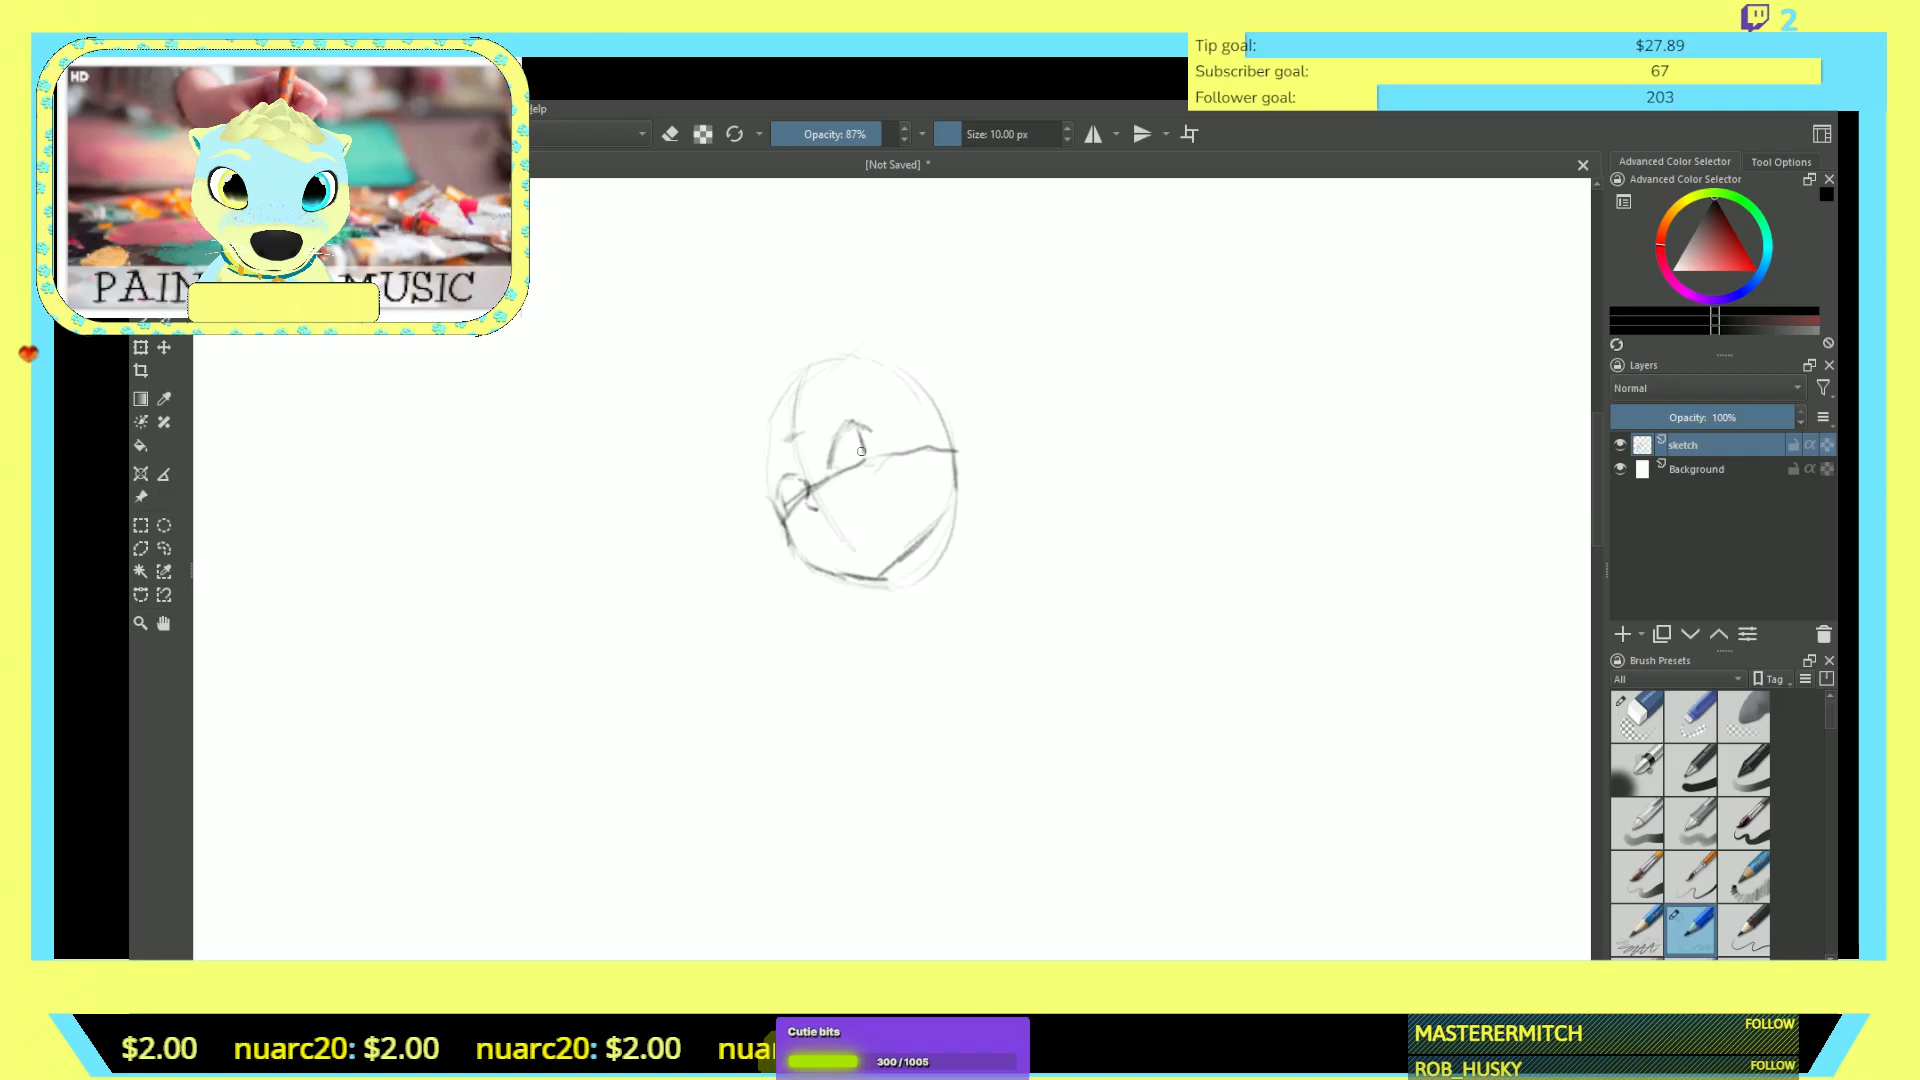 2
Tip goal: $27.89
Subscriber goal: 67
Follower goal: 203
HD
elp
Opacity: 87%
Size: 10.00 px
[Not Saved] *
Advanced Color Selector
Tool Options
Advanced Color Selector
PAIN MUSIC
Layers
Normal
Opacity: 100%
sketch
Background
Brush Presets
All
Tag
$2.00 nuarc20: $2.00 nuarc20: $2.00 nuar
Cutie bits
300/1005
MASTERERMITCH FOLLOW
ROB_HUSKY FOLLOW